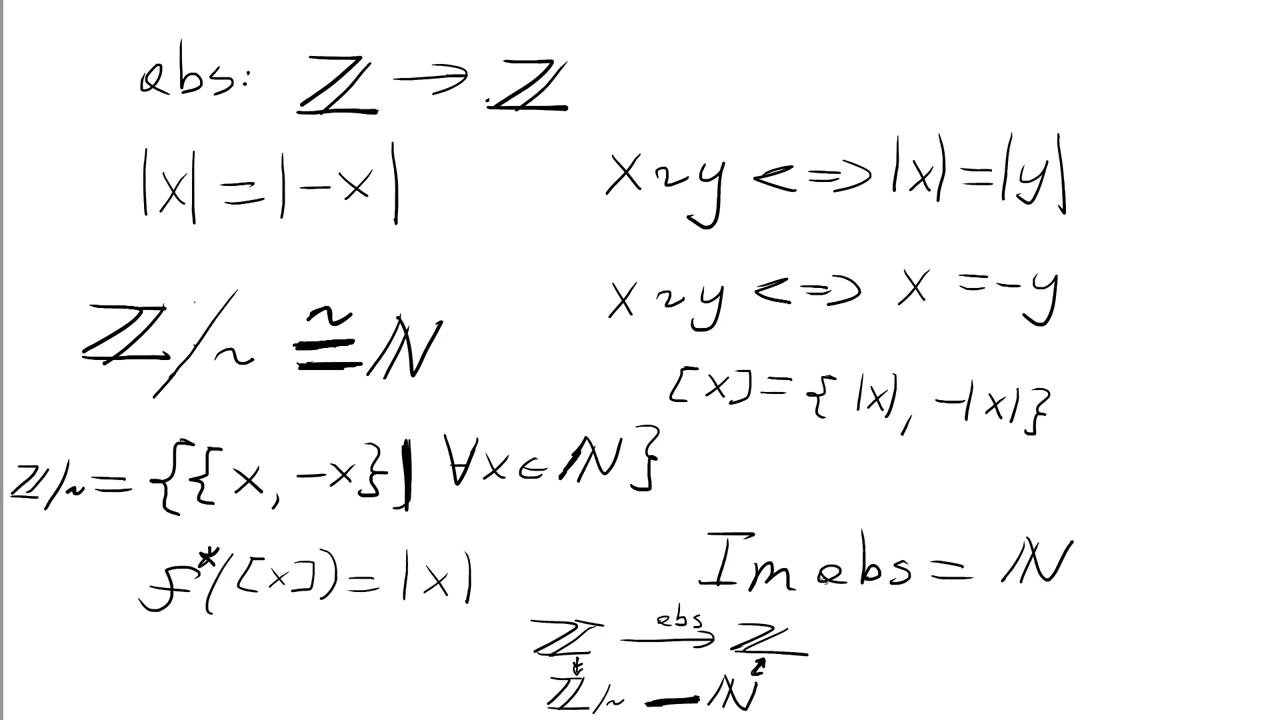 abs: ℤ → ℤ
|x| = |-x|
x ~ y <=> |x| = |y|
x ~ y <=> x = -y
ℤ/~ ≅ ℕ
[x] = {|x|, -|x|}
ℤ/~ = {{x, -x} | ∀x ∈ ℕ}
f*([x]) = |x|
Im abs = ℕ
abs
ℤ → ℤ
↓ ↑
ℤ/~ — ℕ